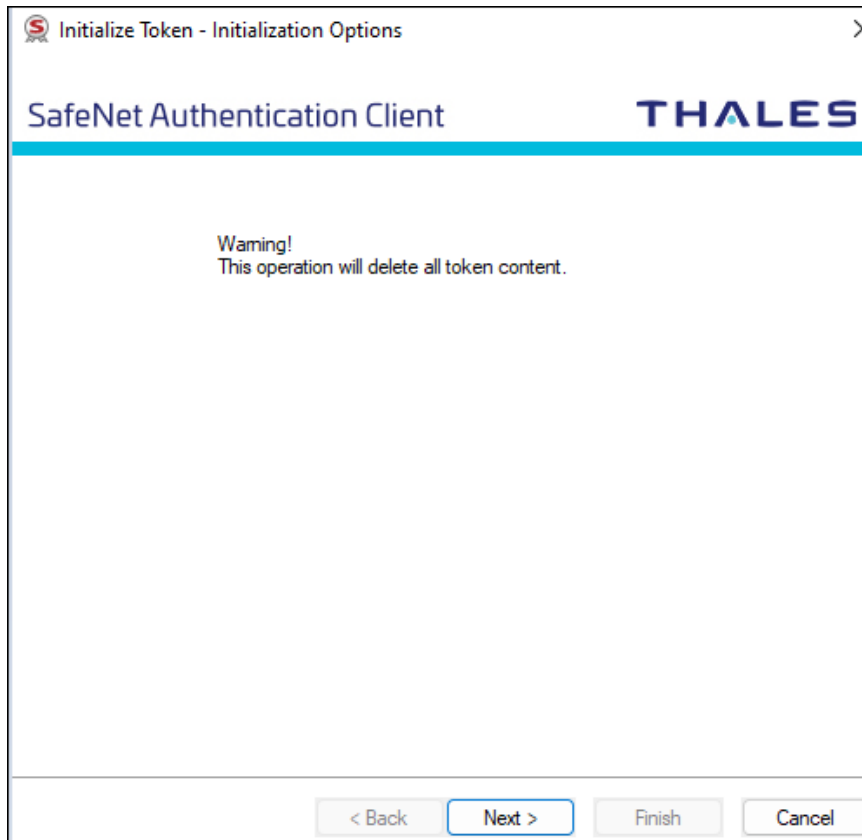 Initialize Token - Initialization Options
SafeNet Authentication Client
THALES
Warning!
This operation will delete all token content.
< Back
Next >
Finish
Cancel